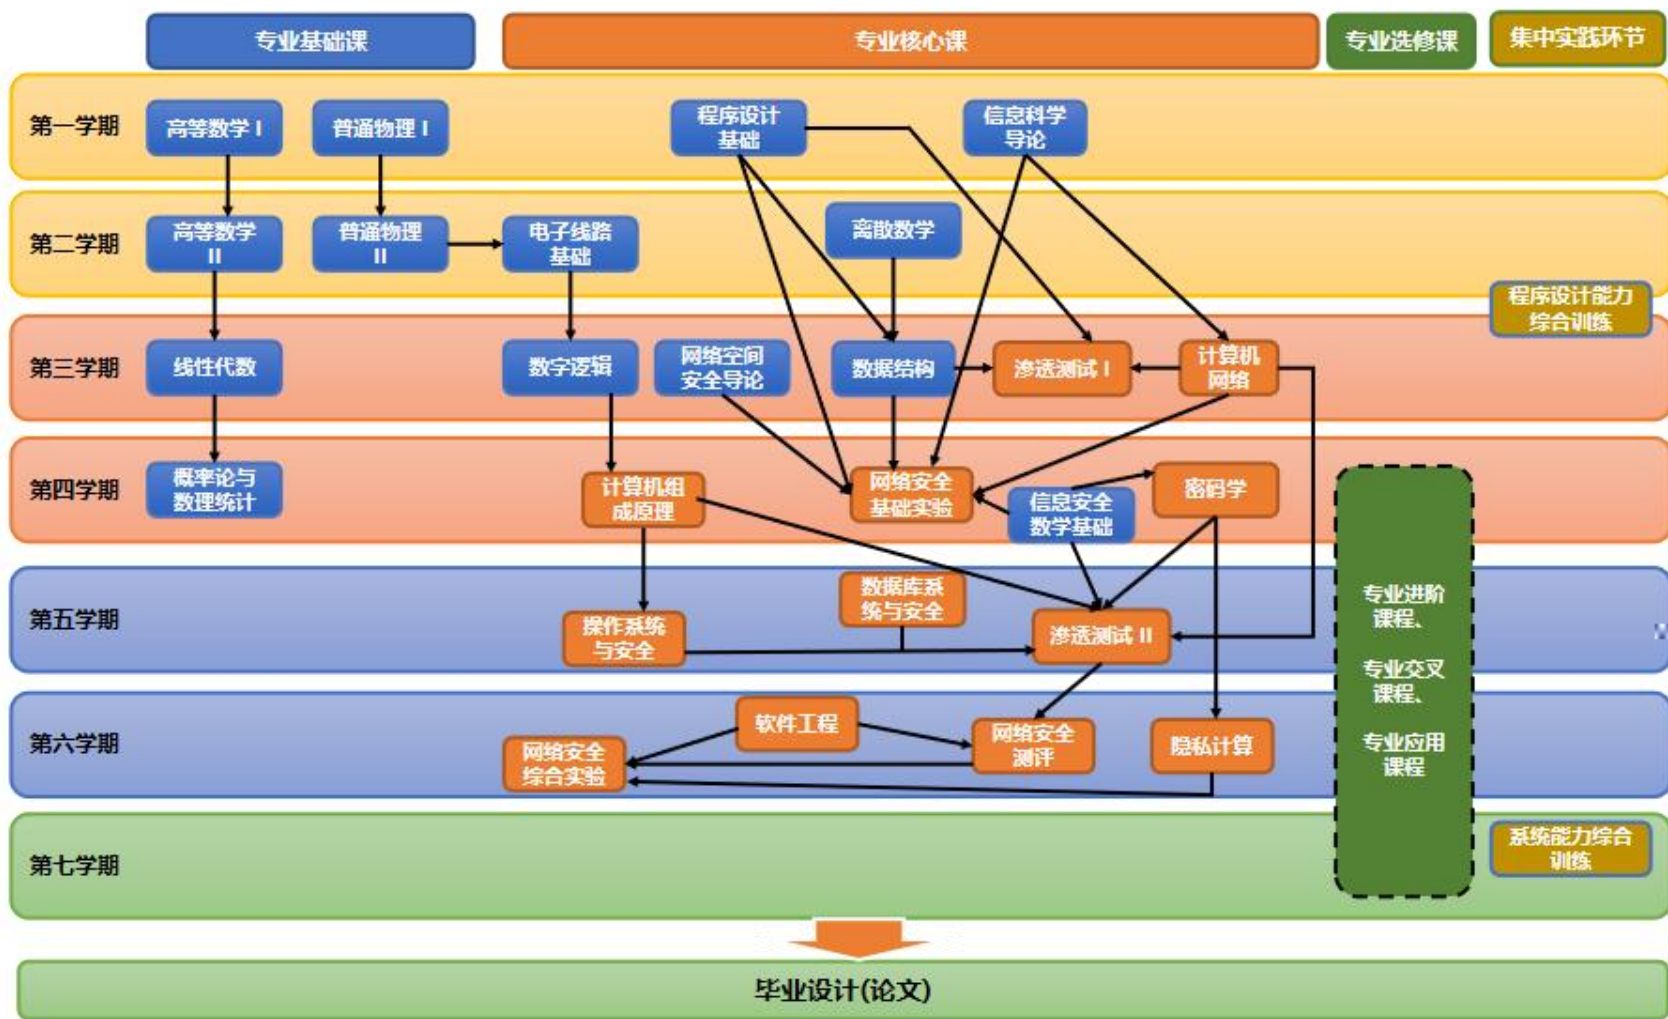 专业基础课
专业核心课
专业选修课
集中实践环节
第一学期
高等数学 I
普通物理 I
程序设计
基础
信息科学
导论
第二学期
高等数学
II
普通物理
II
电子线路
基础
离散数学
程序设计能力
综合训练
第三学期
线性代数
数字逻辑
网络空间
安全导论
数据结构
渗透测试 I
计算机
网络
第四学期
概率论与
数理统计
计算机组
成原理
网络安全
基础实验
信息安全
数学基础
密码学
第五学期
操作系统
与安全
数据库系
统与安全
渗透测试 II
专业进阶
课程、
专业交叉
课程、
专业应用
课程
第六学期
网络安全
综合实验
软件工程
网络安全
测评
隐私计算
第七学期
系统能力综合
训练
毕业设计(论文)